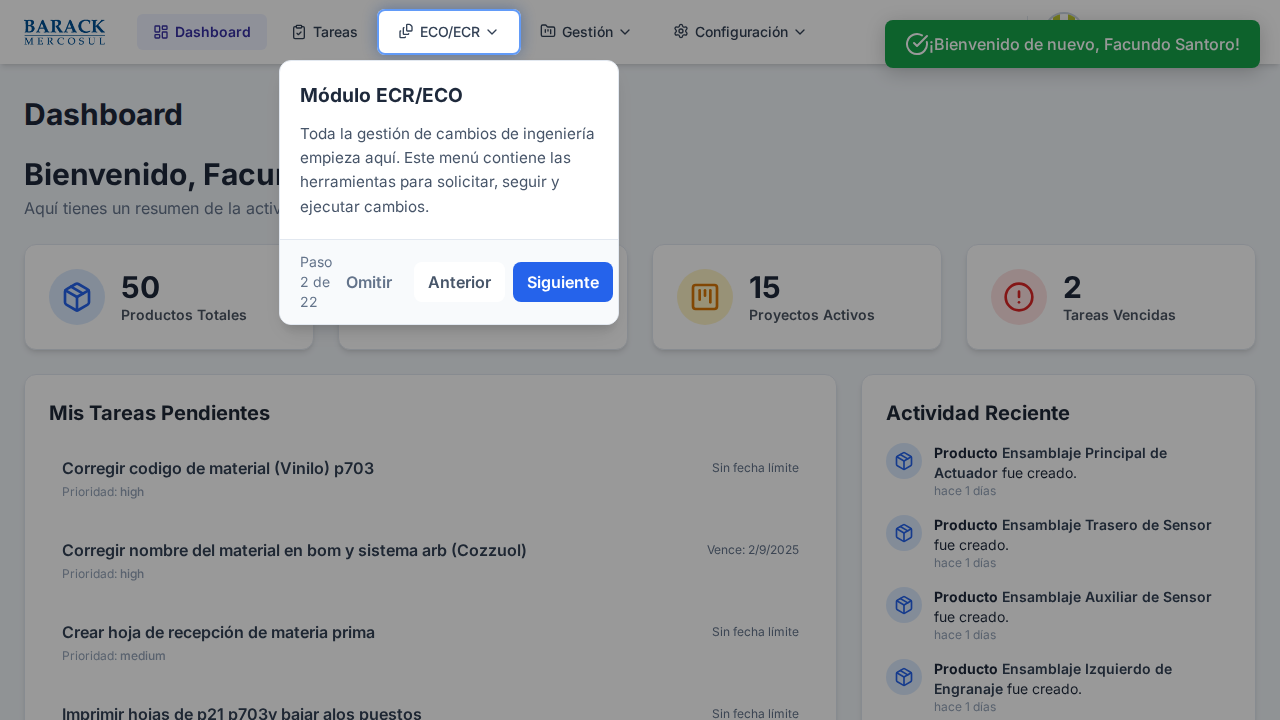 BARACK
MERCOSUL
Dashboard
Tareas
ECO/ECR
Gestión
Configuración
¡Bienvenido de nuevo, Facundo Santoro!
Módulo ECR/ECO
Toda la gestión de cambios de ingeniería
empieza aquí. Este menú contiene las
herramientas para solicitar, seguir y
ejecutar cambios.
Paso
2 de
22
Omitir
Anterior
Siguiente
Dashboard
Bienvenido, Facun
Aquí tienes un resumen de la activ
50
Productos Totales
15
Proyectos Activos
2
Tareas Vencidas
Mis Tareas Pendientes
Corregir codigo de material (Vinilo) p703
Sin fecha límite
Prioridad: high
Corregir nombre del material en bom y sistema arb (Cozzuol)
Vence: 2/9/2025
Prioridad: high
Crear hoja de recepción de materia prima
Sin fecha límite
Prioridad: medium
Imprimir hojas de p21 p703y bajar alos puestos
Sin fecha límite
Actividad Reciente
Producto Ensamblaje Principal de
Actuador fue creado.
hace 1 días
Producto Ensamblaje Trasero de Sensor
fue creado.
hace 1 días
Producto Ensamblaje Auxiliar de Sensor
fue creado.
hace 1 días
Producto Ensamblaje Izquierdo de
Engranaje fue creado.
hace 1 días